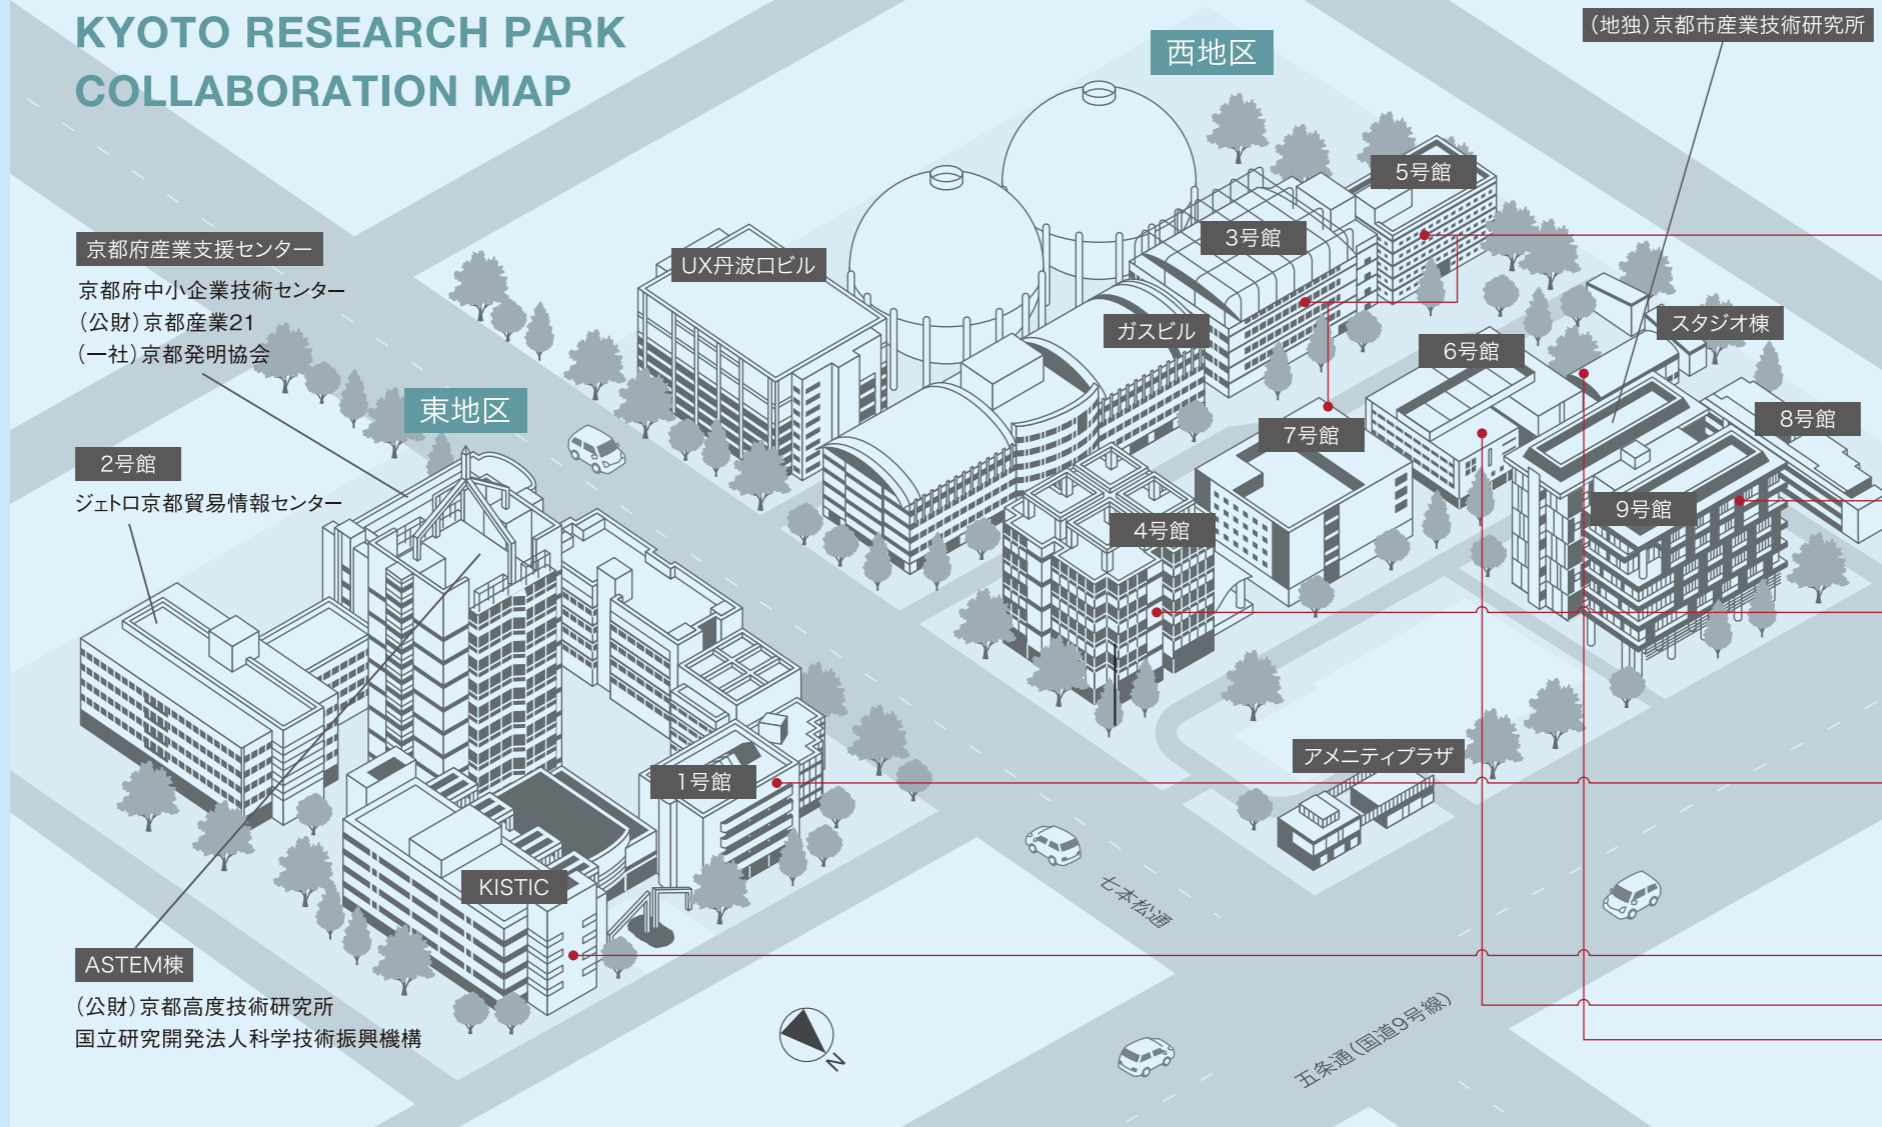 KYOTO RESEARCH PARK
COLLABORATION MAP
西地区
(地独)京都市産業技術研究所
5号館
3号館
京都府産業支援センター
京都府中小企業技術センター
(公財)京都産業21
(一社)京都発明協会
UX丹波口ビル
ガスビル
スタジオ棟
6号館
東地区
7号館
8号館
2号館
ジェトロ京都貿易情報センター
9号館
4号館
アメニティプラザ
1号館
KISTIC
七本松通
ASTEM棟
(公財)京都高度技術研究所
国立研究開発法人科学技術振興機構
N
五条通(国道9号線)